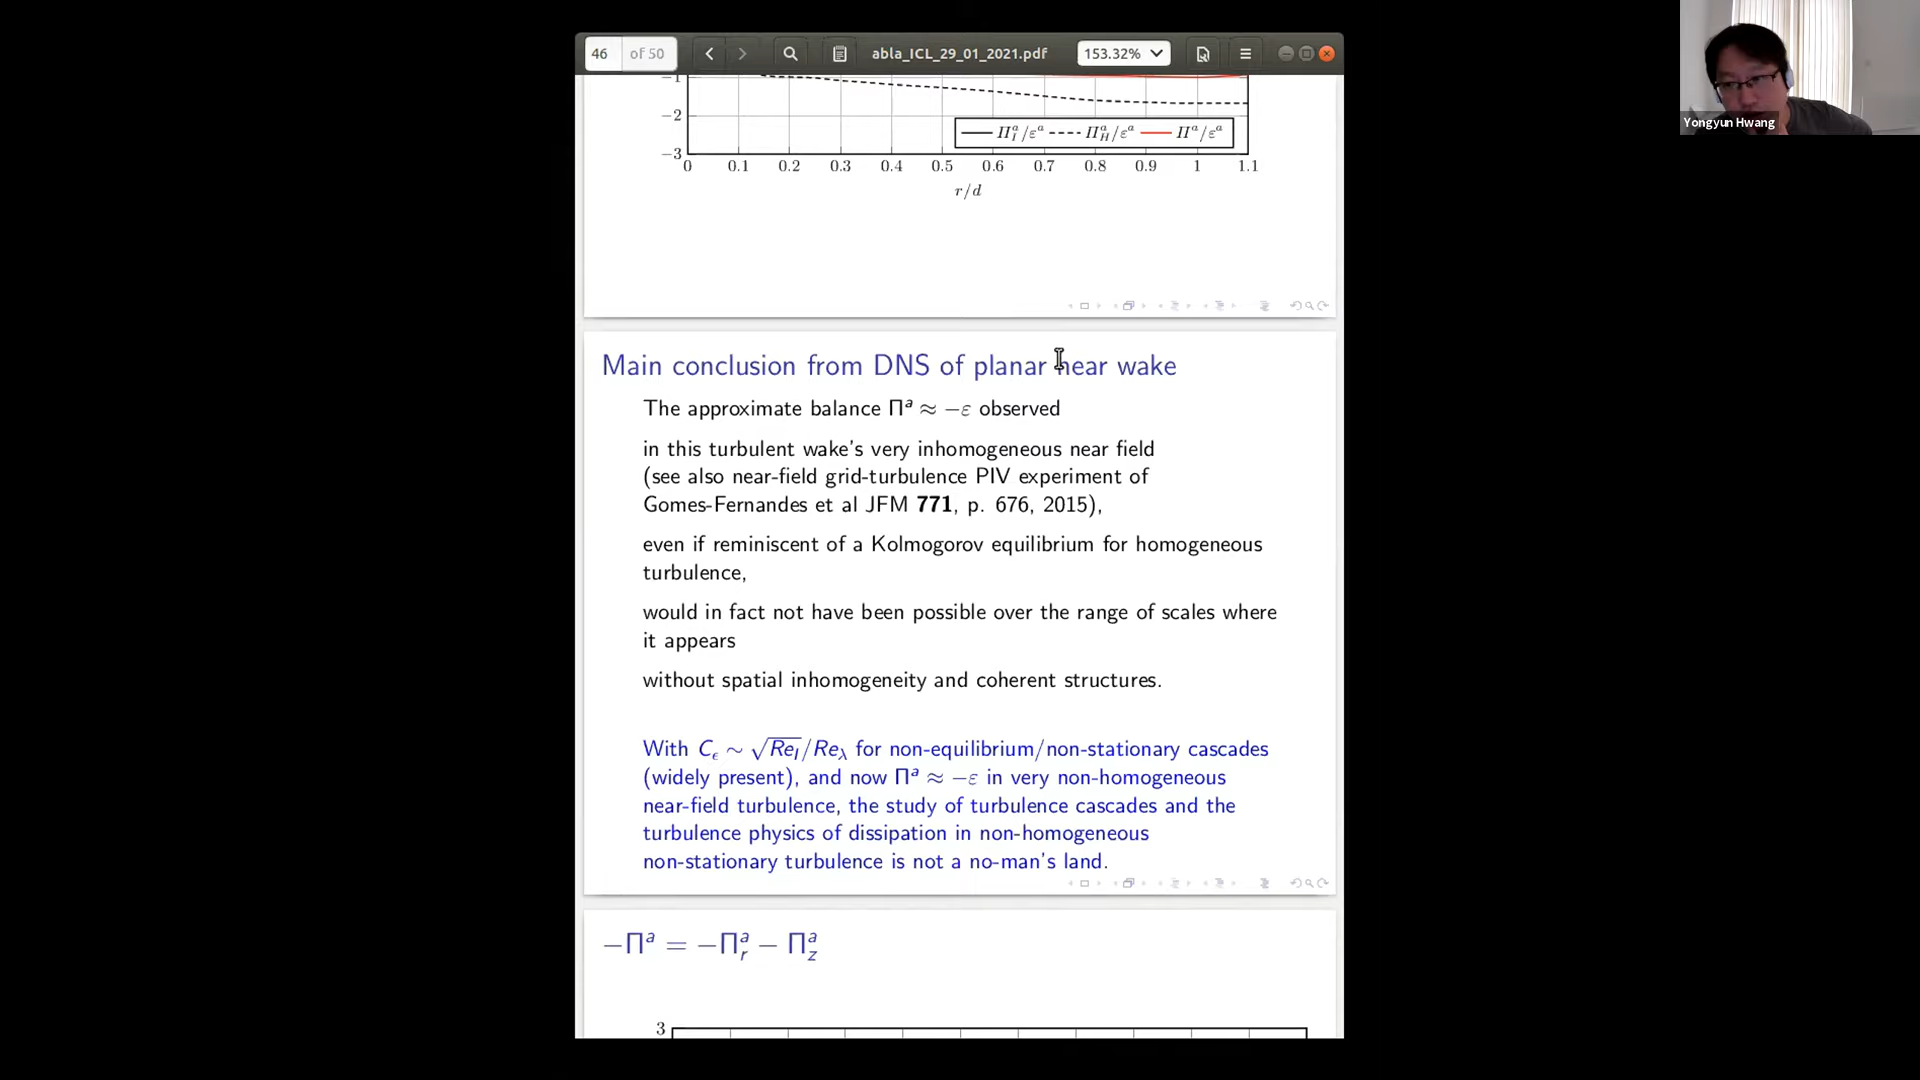 46 of 50
abla_ICL_29_01_2021.pdf
153.32%
Yongyun Hwang
−1
−2
−3
Π_I^a/ε^a Π_H^a/ε^a Π^a/ε^a
0 0.1 0.2 0.3 0.4 0.5 0.6 0.7 0.8 0.9 1 1.1
r/d
Main conclusion from DNS of planar near wake
The approximate balance Π^a ≈ −ε observed
in this turbulent wake's very inhomogeneous near field
(see also near-field grid-turbulence PIV experiment of
Gomes-Fernandes et al JFM 771, p. 676, 2015),
even if reminiscent of a Kolmogorov equilibrium for homogeneous
turbulence,
would in fact not have been possible over the range of scales where
it appears
without spatial inhomogeneity and coherent structures.
With C_ϵ ∼ √Re_I/Re_λ for non-equilibrium/non-stationary cascades
(widely present), and now Π^a ≈ −ε in very non-homogeneous
near-field turbulence, the study of turbulence cascades and the
turbulence physics of dissipation in non-homogeneous
non-stationary turbulence is not a no-man's land.
−Π^a = −Π_r^a − Π_z^a
3